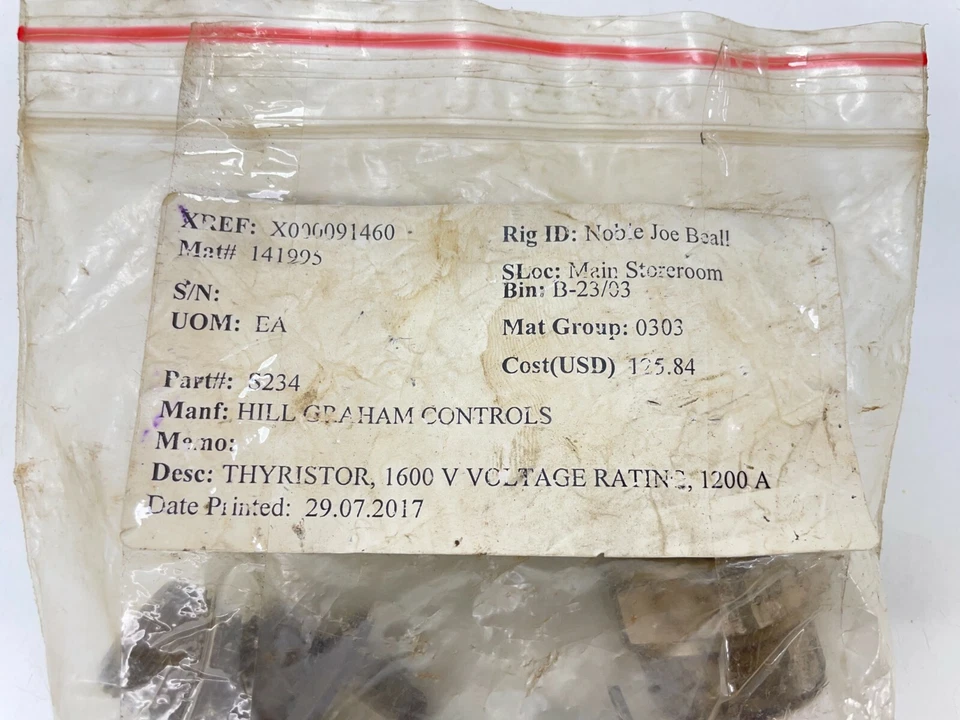 XREF: X000091460
Mat# 141995
S/N:
UOM: EA
Part#: S234
Manf: HILL GRAHAM CONTROLS
Memo:
Desc: THYRISTOR, 1600 V VOLTAGE RATING, 1200 A
Date Printed: 29.07.2017
Rig ID: Noble Joe Beall
SLoc: Main Storeroom
Bin: B-23/03
Mat Group: 0303
Cost(USD) 125.84